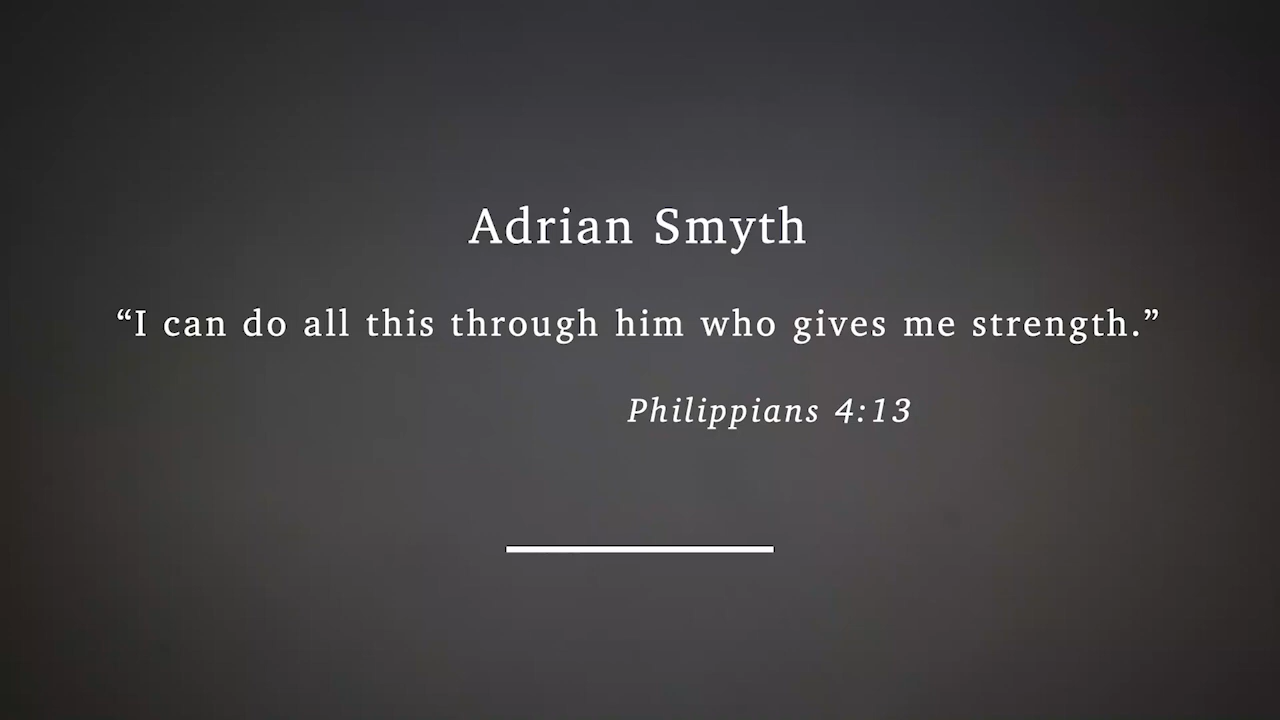 Adrian Smyth
“I can do all this through him who gives me strength.”
Philippians 4:13